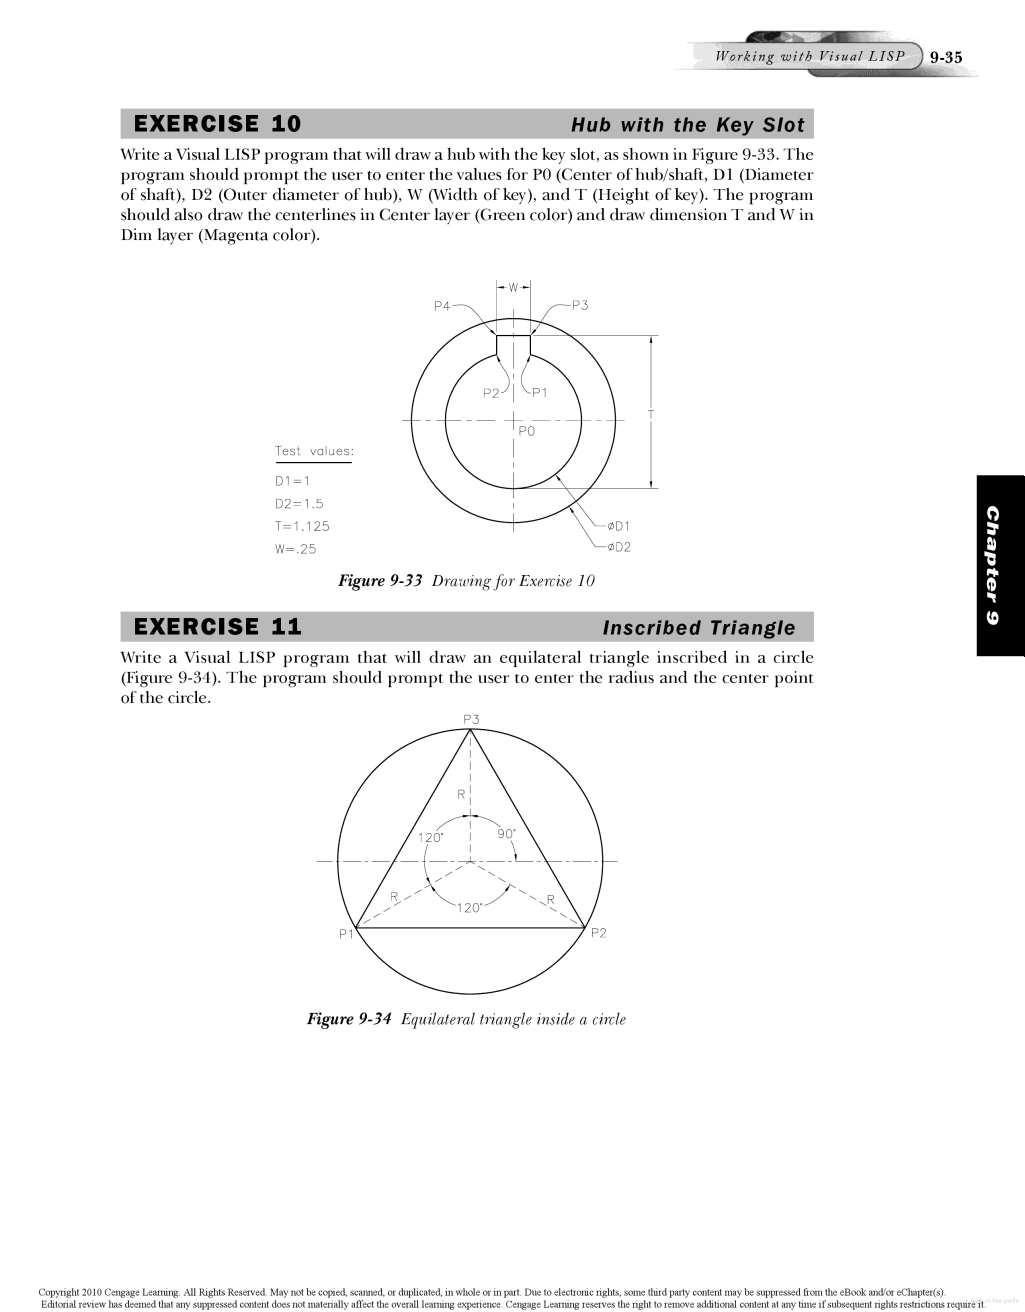 Working with Visual LISP 9-35
EXERCISE 10 Hub with the Key Slot
Write a Visual LISP program that will draw a hub with the key slot, as shown in Figure 9-33. The
program should prompt the user to enter the values for P0 (Center of hub/shaft, D1 (Diameter
of shaft), D2 (Outer diameter of hub), W (Width of key), and T (Height of key). The program
should also draw the centerlines in Center layer (Green color) and draw dimension T and W in
Dim layer (Magenta color).
W
P4
P3
P2
P1
T
P0
Test values:
D1=1
D2=1.5
T=1.125
W=.25
⌀D1
⌀D2
Figure 9-33 Drawing for Exercise 10
Chapter 9
EXERCISE 11 Inscribed Triangle
Write a Visual LISP program that will draw an equilateral triangle inscribed in a circle
(Figure 9-34). The program should prompt the user to enter the radius and the center point
of the circle.
P3
R
120°
90°
R
R
120°
P1
P2
Figure 9-34 Equilateral triangle inside a circle
Copyright 2010 Cengage Learning. All Rights Reserved. May not be copied, scanned, or duplicated, in whole or in part. Due to electronic rights, some third party content may be suppressed from the eBook and/or eChapter(s).
Editorial review has deemed that any suppressed content does not materially affect the overall learning experience. Cengage Learning reserves the right to remove additional content at any time if subsequent rights restrictions require it.